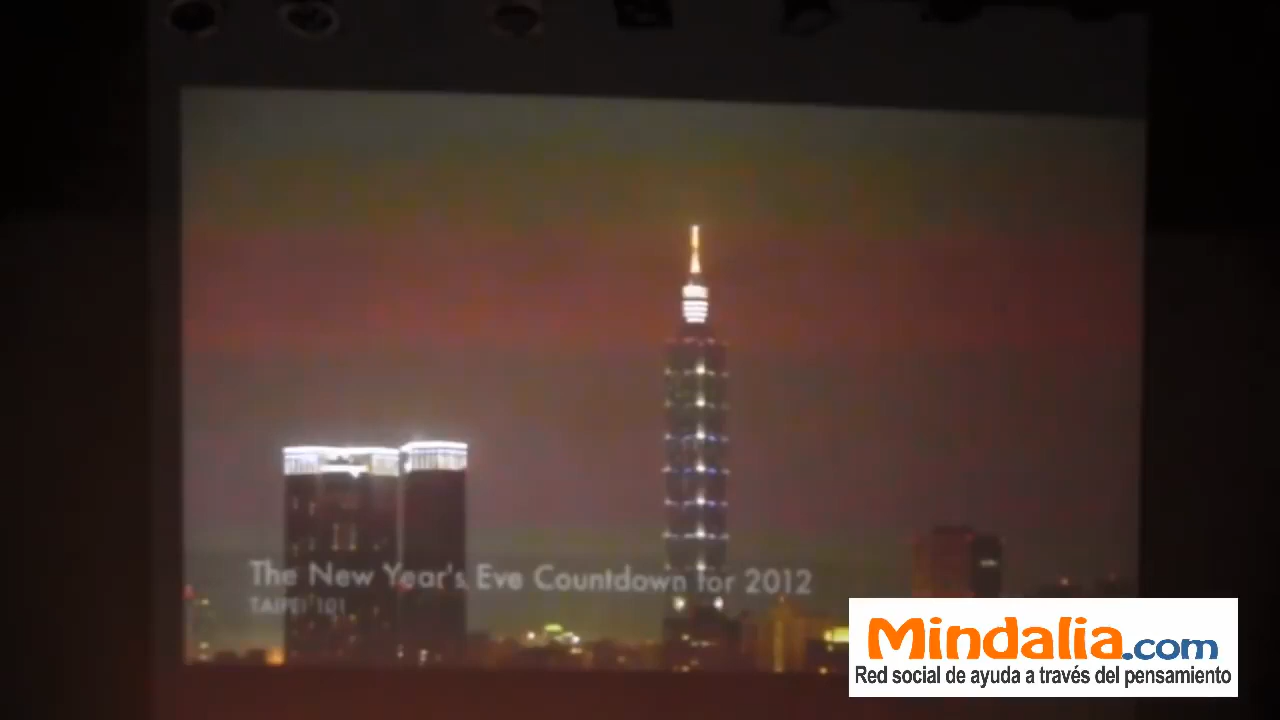 The New Year's Eve Countdown for 2012
TAIPEI 101
Mindalia.com
Red social de ayuda a través del pensamiento